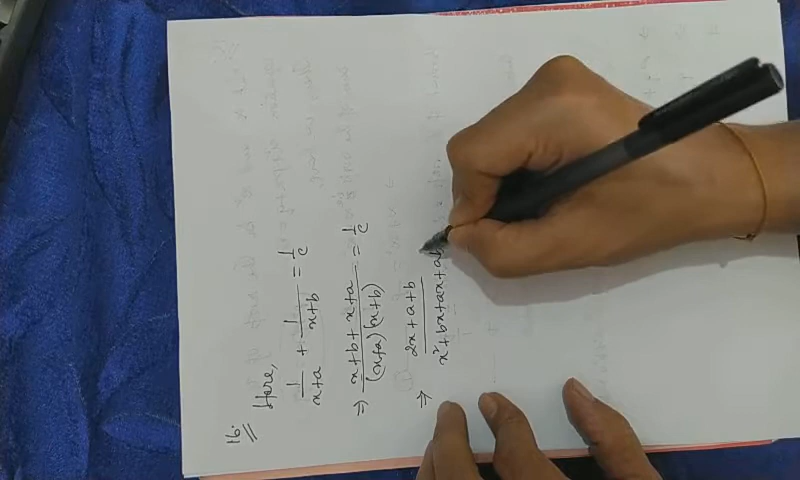 16.
Here,
1/(x+a) + 1/(x+b) = 1/c
⇒ (x+b+x+a)/((x+a)(x+b)) = 1/c
⇒ (2x+a+b)/(x²+bx+ax+ab)